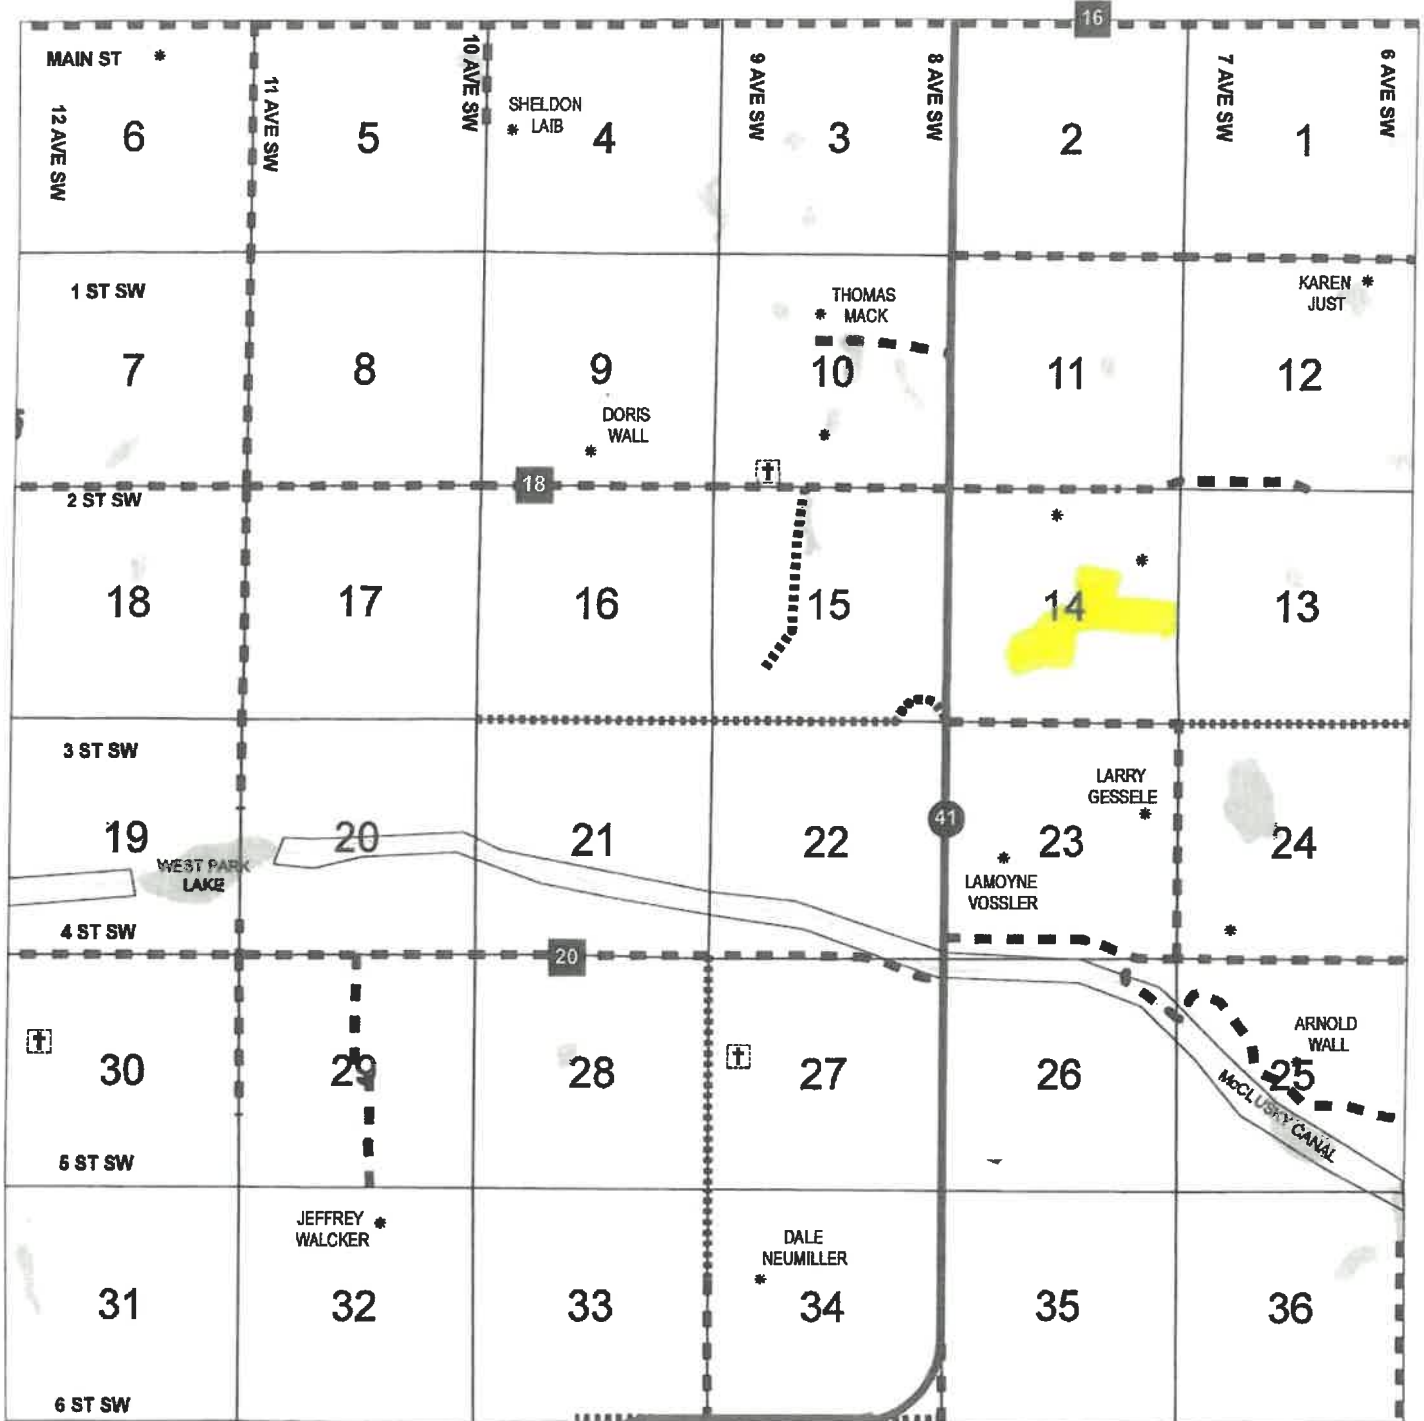 16
MAIN ST
12 AVE SW
11 AVE SW
10 AVE SW
9 AVE SW
8 AVE SW
7 AVE SW
6 AVE SW
SHELDON
LAIB
6
5
4
3
2
1
1 ST SW
THOMAS
MACK
KAREN
JUST
7
8
9
10
11
12
DORIS
WALL
18
2 ST SW
18
17
16
15
14
13
3 ST SW
LARRY
GESSELE
41
19
20
21
22
23
24
WEST PARK
LAKE
LAMOYNE
VOSSLER
4 ST SW
20
ARNOLD
WALL
30
29
28
27
26
25
McCLUSKY CANAL
5 ST SW
JEFFREY
WALCKER
DALE
NEUMILLER
31
32
33
34
35
36
6 ST SW